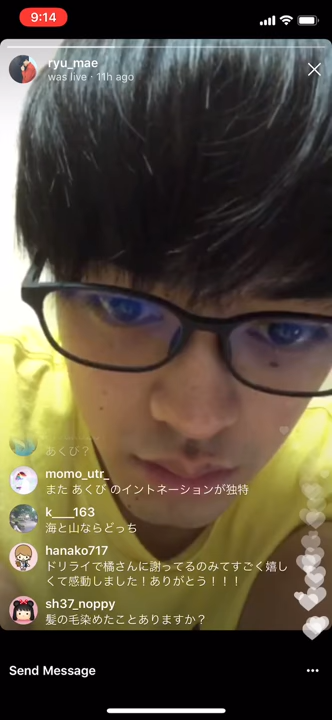 9:14
ryu_mae
was live · 11h ago
あくび？
momo_utr_
また あくび のイントネーションが独特
k___163
海と山ならどっち
hanako717
ドリライで橘さんに謝ってるのみてすごく嬉し
くて感動しました！ありがとう！！！
sh37_noppy
髪の毛染めたことありますか？
Send Message